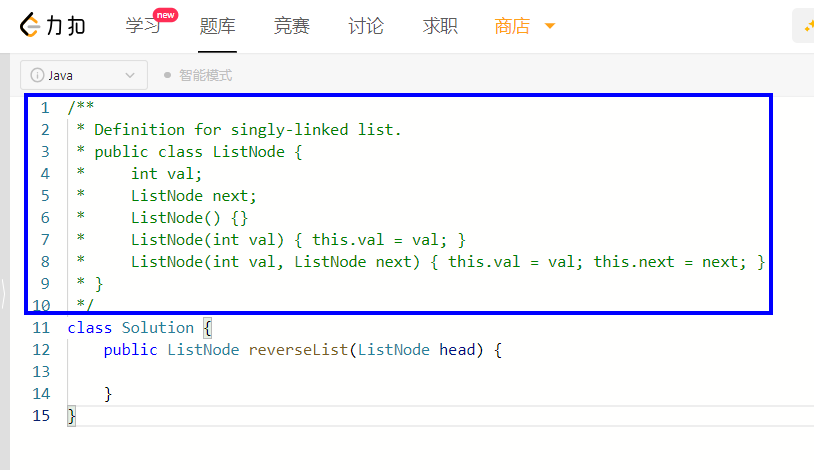 力扣 学习 new 题库 竞赛 讨论 求职 商店
Java 智能模式
1 /**
2  * Definition for singly-linked list.
3  * public class ListNode {
4  *     int val;
5  *     ListNode next;
6  *     ListNode() {}
7  *     ListNode(int val) { this.val = val; }
8  *     ListNode(int val, ListNode next) { this.val = val; this.next = next; }
9  * }
10  */
11 class Solution {
12     public ListNode reverseList(ListNode head) {
13
14     }
15 }